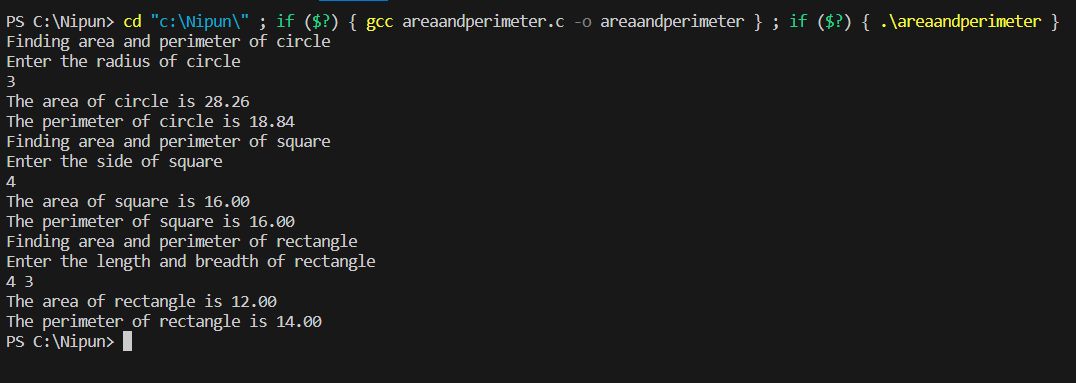 PS C:\Nipun> cd "c:\Nipun\" ; if ($?) { gcc areaandperimeter.c -o areaandperimeter } ; if ($?) { .\areaandperimeter }
Finding area and perimeter of circle
Enter the radius of circle
3
The area of circle is 28.26
The perimeter of circle is 18.84
Finding area and perimeter of square
Enter the side of square
4
The area of square is 16.00
The perimeter of square is 16.00
Finding area and perimeter of rectangle
Enter the length and breadth of rectangle
4 3
The area of rectangle is 12.00
The perimeter of rectangle is 14.00
PS C:\Nipun>